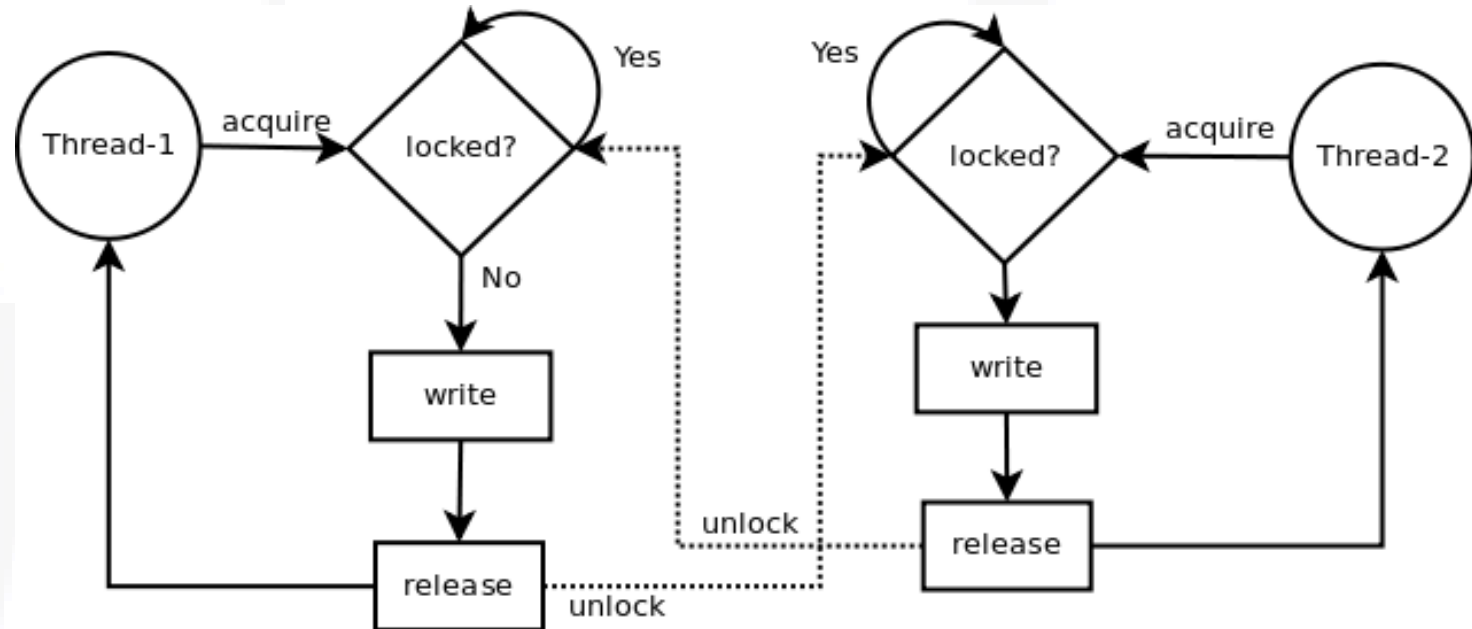 Yes
Yes
acquire
acquire
Thread-1
locked?
locked?
Thread-2
No
write
write
unlock
release
release
unlock